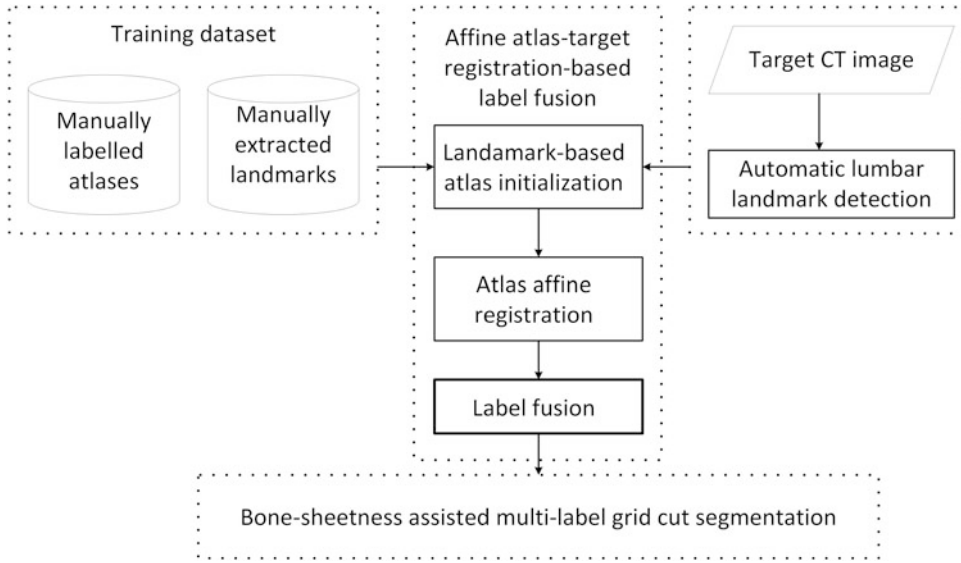 Training dataset
Manually
labelled
atlases
Manually
extracted
landmarks
Affine atlas-target
registration-based
label fusion
Landamark-based
atlas initialization
Atlas affine
registration
Label fusion
Target CT image
Automatic lumbar
landmark detection
Bone-sheetness assisted multi-label grid cut segmentation